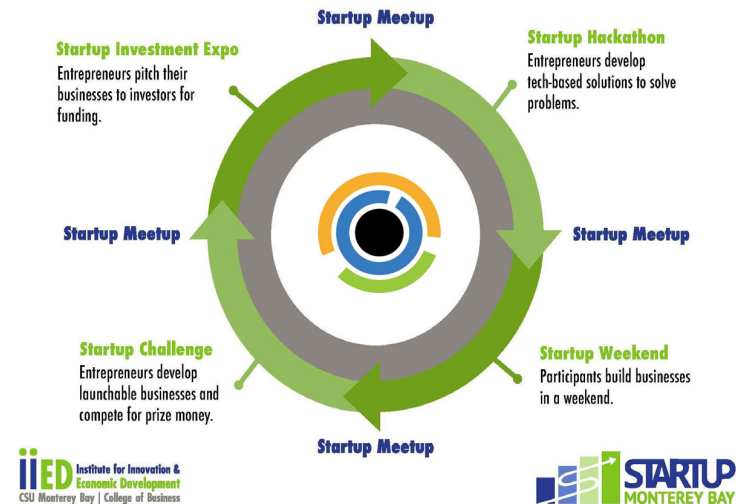 Startup Meetup
Startup Investment Expo
Entrepreneurs pitch their
businesses to investors for
funding.
Startup Hackathon
Entrepreneurs develop
tech-based solutions to solve
problems.
Startup Meetup
Startup Meetup
Startup Challenge
Entrepreneurs develop
launchable businesses and
compete for prize money.
Startup Weekend
Participants build businesses
in a weekend.
Startup Meetup
iiED Institute for Innovation &
Economic Development
CSU Monterey Bay | College of Business
STARTUP
MONTEREY BAY